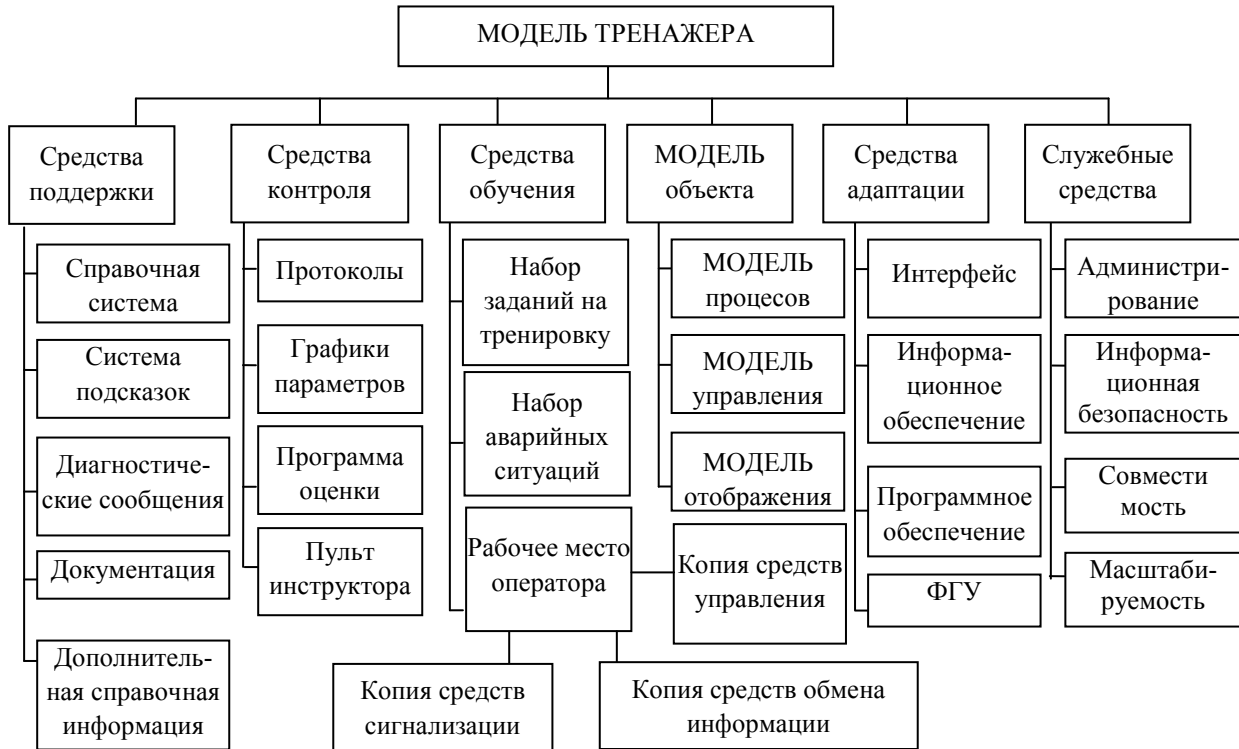 МОДЕЛЬ ТРЕНАЖЕРА
Средства
поддержки
Средства
контроля
Средства
обучения
МОДЕЛЬ
объекта
Средства
адаптации
Служебные
средства
Справочная
система
Система
подсказок
Диагностиче-
ские сообщения
Документация
Дополнитель-
ная справочная
информация
Протоколы
Графики
параметров
Программа
оценки
Пульт
инструктора
Набор
заданий на
тренировку
Набор
аварийных
ситуаций
Рабочее место
оператора
Копия средств
управления
Копия средств
сигнализации
Копия средств обмена
информации
МОДЕЛЬ
процесов
МОДЕЛЬ
управления
МОДЕЛЬ
отображения
Интерфейс
Информа-
ционное
обеспечение
Программное
обеспечение
ФГУ
Администри-
рование
Информа-
ционная
безопасность
Совмести
мость
Масштаби-
руемость